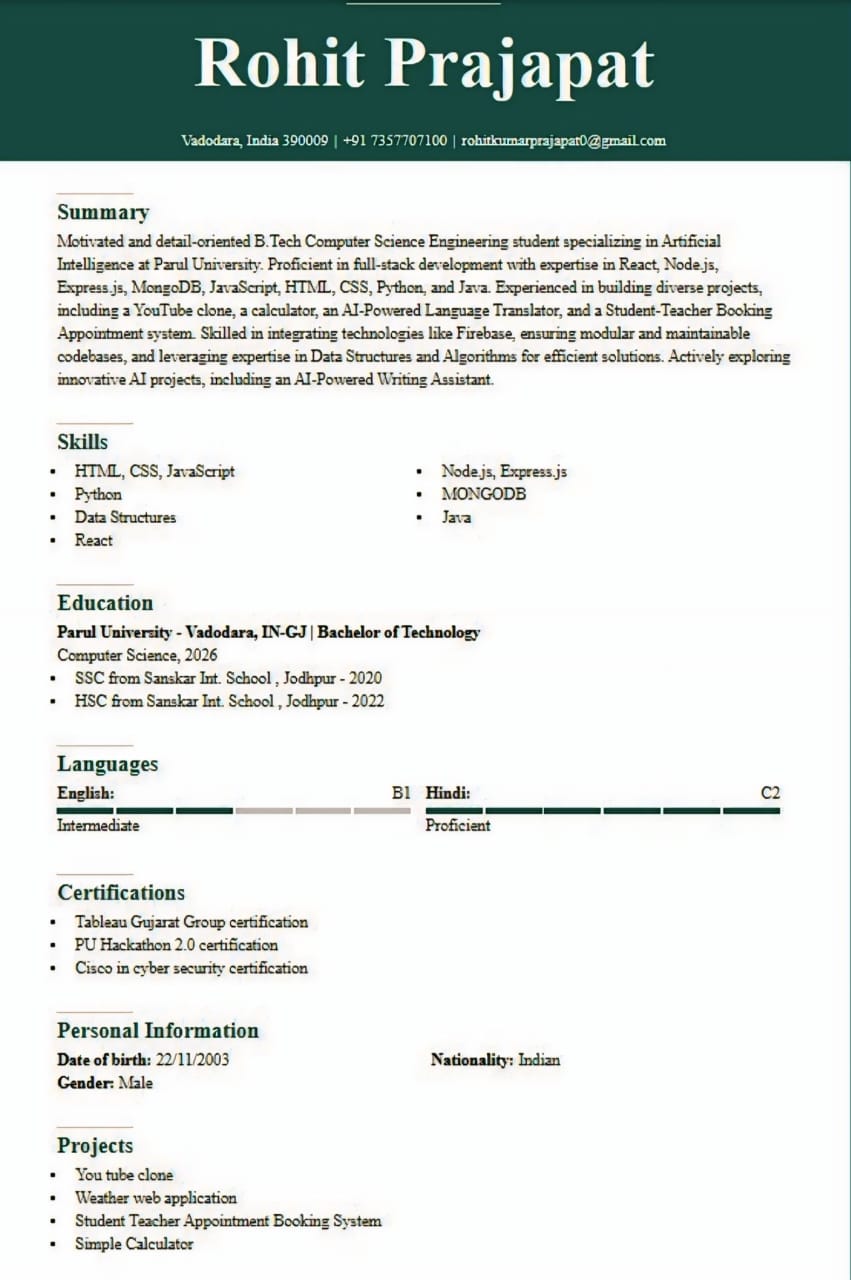 Rohit Prajapat
Vadodara, India 390009 | +91 7357707100 | rohitkumarprajapat0@gmail.com
Summary
Motivated and detail-oriented B.Tech Computer Science Engineering student specializing in Artificial
Intelligence at Parul University. Proficient in full-stack development with expertise in React, Node.js,
Express.js, MongoDB, JavaScript, HTML, CSS, Python, and Java. Experienced in building diverse projects,
including a YouTube clone, a calculator, an AI-Powered Language Translator, and a Student-Teacher Booking
Appointment system. Skilled in integrating technologies like Firebase, ensuring modular and maintainable
codebases, and leveraging expertise in Data Structures and Algorithms for efficient solutions. Actively exploring
innovative AI projects, including an AI-Powered Writing Assistant.
Skills
▪ HTML, CSS, JavaScript
▪ Python
▪ Data Structures
▪ React
▪ Node.js, Express.js
▪ MONGODB
▪ Java
Education
Parul University - Vadodara, IN-GJ | Bachelor of Technology
Computer Science, 2026
▪ SSC from Sanskar Int. School , Jodhpur - 2020
▪ HSC from Sanskar Int. School , Jodhpur - 2022
Languages
English: B1
Intermediate
Hindi: C2
Proficient
Certifications
▪ Tableau Gujarat Group certification
▪ PU Hackathon 2.0 certification
▪ Cisco in cyber security certification
Personal Information
Date of birth: 22/11/2003 Nationality: Indian
Gender: Male
Projects
▪ You tube clone
▪ Weather web application
▪ Student Teacher Appointment Booking System
▪ Simple Calculator